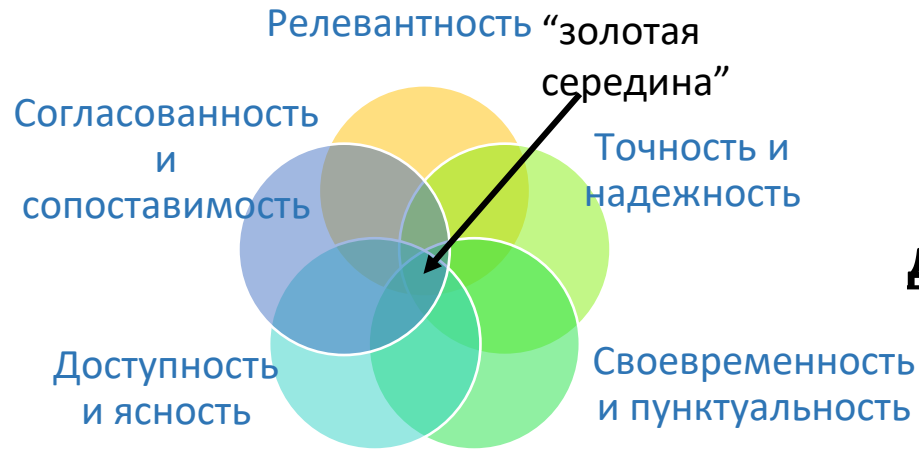 Релевантность
“золотая
середина”
Согласованность
и
сопоставимость
Точность и
надежность
Доступность
и ясность
Своевременность
и пунктуальность